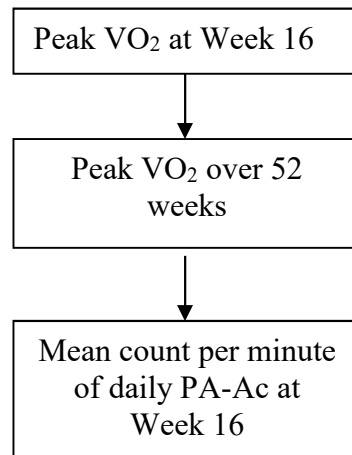 Peak VO₂ at Week 16
Peak VO₂ over 52
weeks
Mean count per minute
of daily PA-Ac at
Week 16